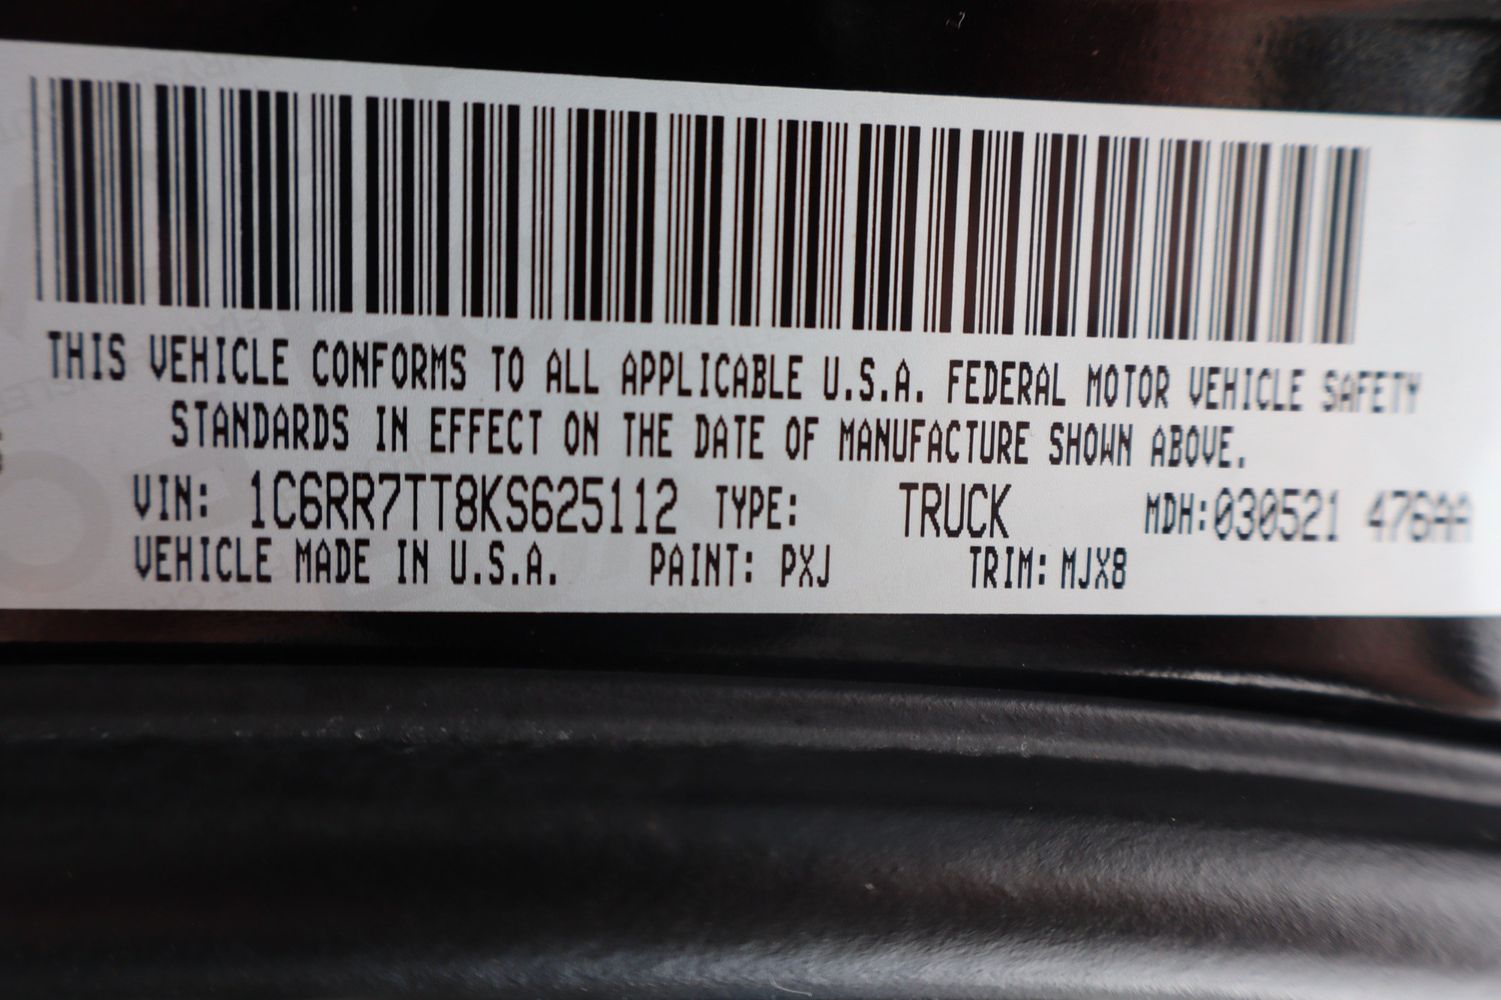 THIS VEHICLE CONFORMS TO ALL APPLICABLE U.S.A. FEDERAL MOTOR VEHICLE SAFETY
STANDARDS IN EFFECT ON THE DATE OF MANUFACTURE SHOWN ABOVE.
VIN: 1C6RR7TT8KS625112 TYPE: TRUCK MDH:030521 476AA
VEHICLE MADE IN U.S.A. PAINT: PXJ TRIM: MJX8